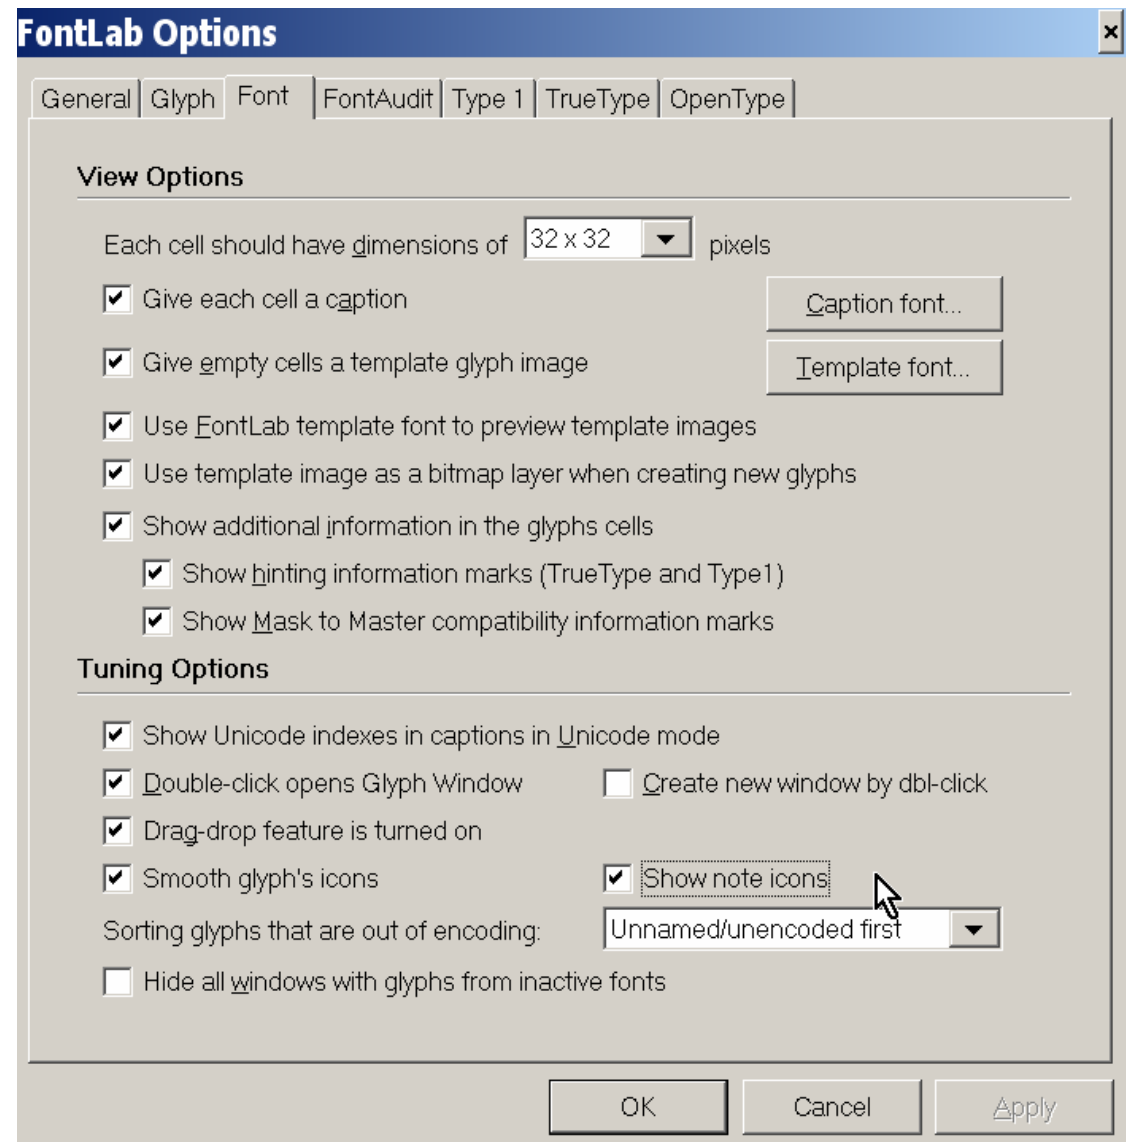 FontLab Options
General Glyph Font FontAudit Type 1 TrueType OpenType
View Options
Each cell should have dimensions of 32 x 32 pixels
Give each cell a caption Caption font...
Give empty cells a template glyph image Template font...
Use FontLab template font to preview template images
Use template image as a bitmap layer when creating new glyphs
Show additional information in the glyphs cells
Show hinting information marks (TrueType and Type1)
Show Mask to Master compatibility information marks
Tuning Options
Show Unicode indexes in captions in Unicode mode
Double-click opens Glyph Window Create new window by dbl-click
Drag-drop feature is turned on
Smooth glyph's icons Show note icons
Sorting glyphs that are out of encoding: Unnamed/unencoded first
Hide all windows with glyphs from inactive fonts
OK Cancel Apply